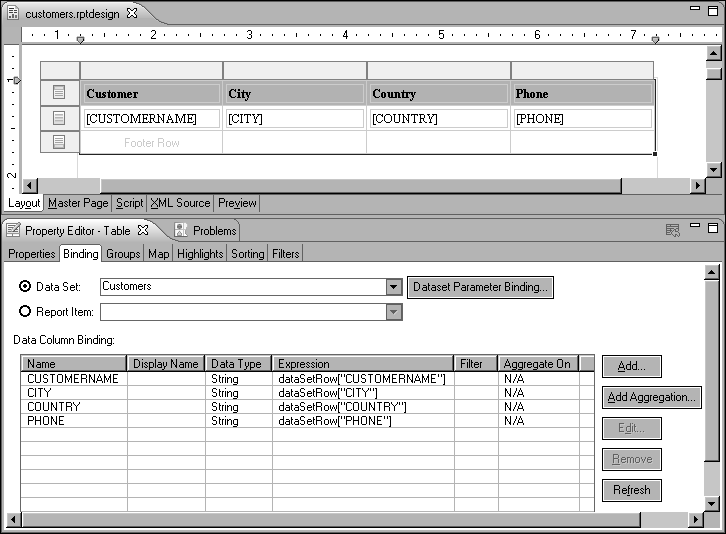 customers.rptdesign
1 2 3 4 5 6 7
1
2
Customer City Country Phone
[CUSTOMERNAME] [CITY] [COUNTRY] [PHONE]
Footer Row
Layout Master Page Script XML Source Preview
Property Editor - Table Problems
Properties Binding Groups Map Highlights Sorting Filters
Data Set: Customers Dataset Parameter Binding...
Report Item:
Data Column Binding:
Name Display Name Data Type Expression Filter Aggregate On
CUSTOMERNAME String dataSetRow["CUSTOMERNAME"] N/A
CITY String dataSetRow["CITY"] N/A
COUNTRY String dataSetRow["COUNTRY"] N/A
PHONE String dataSetRow["PHONE"] N/A
Add...
Add Aggregation...
Edit...
Remove
Refresh